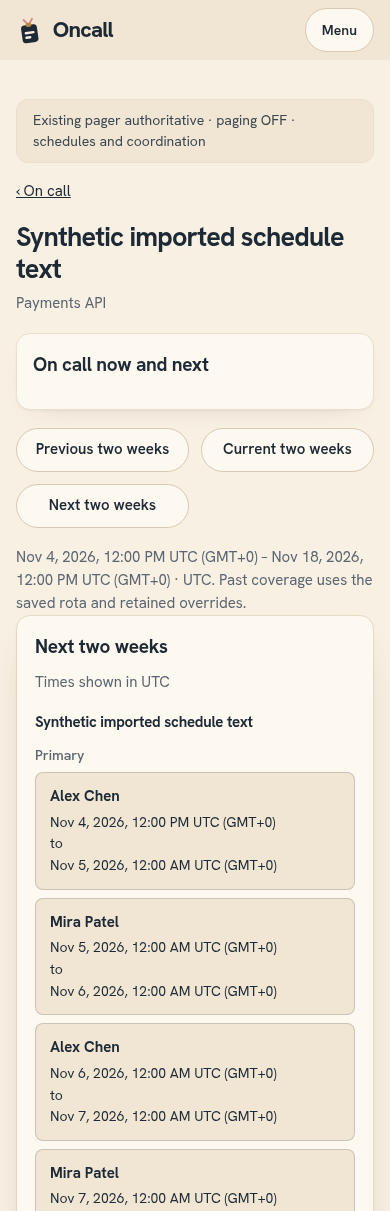 Oncall
Menu
Existing pager authoritative · paging OFF ·
schedules and coordination
‹ On call
Synthetic imported schedule
text
Payments API
On call now and next
Previous two weeks
Current two weeks
Next two weeks
Nov 4, 2026, 12:00 PM UTC (GMT+0) – Nov 18, 2026,
12:00 PM UTC (GMT+0) · UTC. Past coverage uses the
saved rota and retained overrides.
Next two weeks
Times shown in UTC
Synthetic imported schedule text
Primary
Alex Chen
Nov 4, 2026, 12:00 PM UTC (GMT+0)
to
Nov 5, 2026, 12:00 AM UTC (GMT+0)
Mira Patel
Nov 5, 2026, 12:00 AM UTC (GMT+0)
to
Nov 6, 2026, 12:00 AM UTC (GMT+0)
Alex Chen
Nov 6, 2026, 12:00 AM UTC (GMT+0)
to
Nov 7, 2026, 12:00 AM UTC (GMT+0)
Mira Patel
Nov 7, 2026, 12:00 AM UTC (GMT+0)